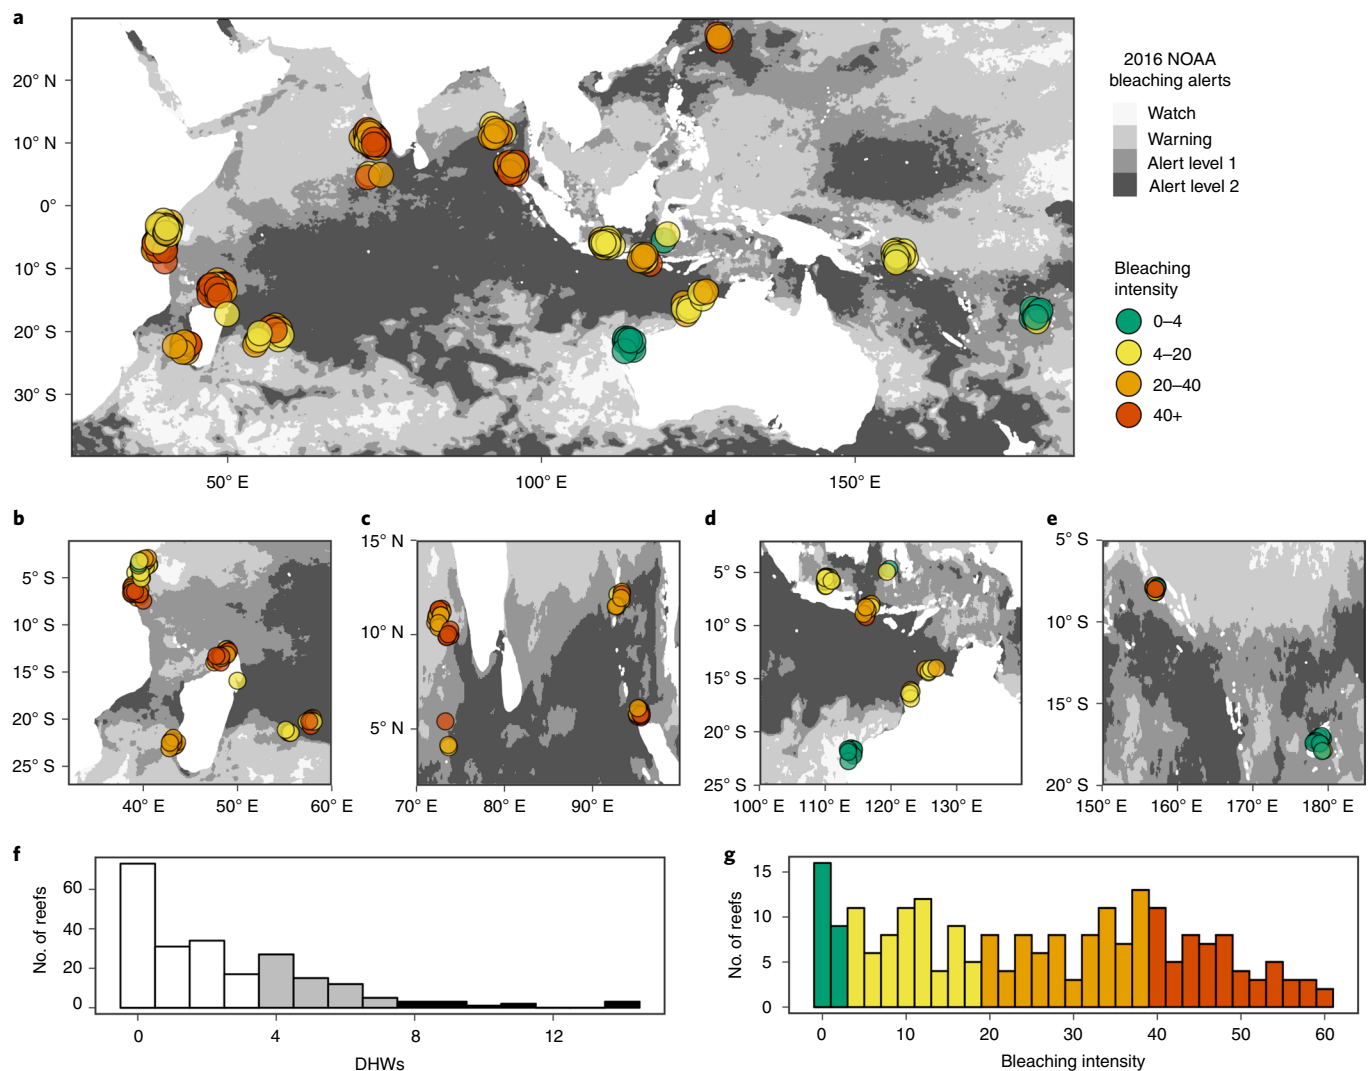 a
20° N
10° N
0°
10° S
20° S
30° S
50° E
100° E
150° E
2016 NOAA
bleaching alerts
Watch
Warning
Alert level 1
Alert level 2
Bleaching
intensity
0–4
4–20
20–40
40+
b
5° S
10° S
15° S
20° S
25° S
40° E
50° E
60° E
c
15° N
10° N
5° N
70° E
80° E
90° E
d
5° S
10° S
15° S
20° S
25° S
100° E
110° E
120° E
130° E
e
5° S
10° S
15° S
20° S
150° E
160° E
170° E
180° E
f
No. of reefs
60
40
20
0
0
4
8
12
DHWs
g
No. of reefs
15
10
5
0
0
10
20
30
40
50
60
Bleaching intensity